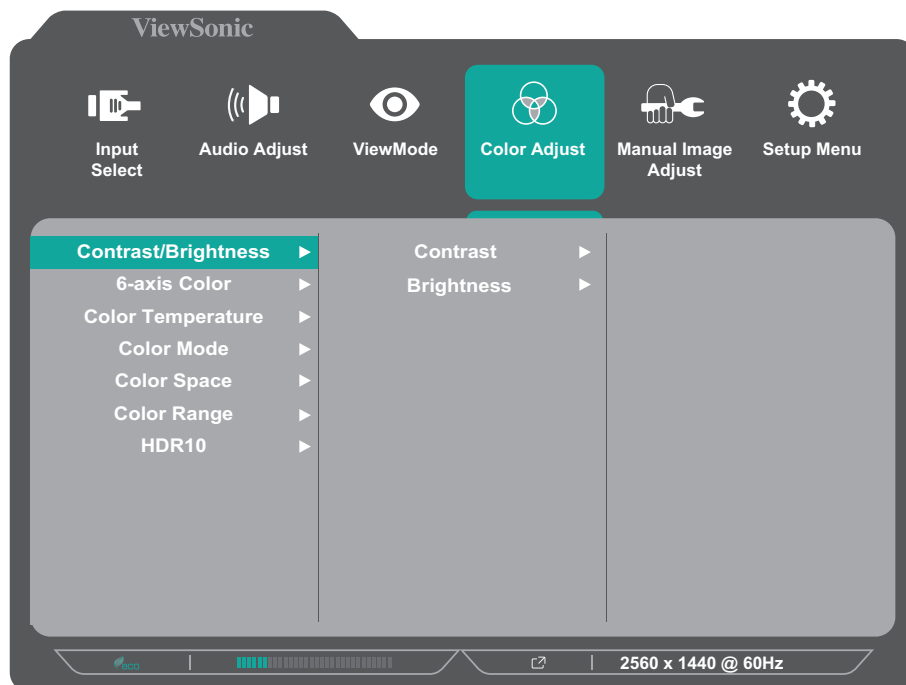 ViewSonic
Input
Select
Audio Adjust
ViewMode
Color Adjust
Manual Image
Adjust
Setup Menu
Contrast/Brightness
6-axis Color
Color Temperature
Color Mode
Color Space
Color Range
HDR10
Contrast
Brightness
eco
2560 x 1440 @ 60Hz